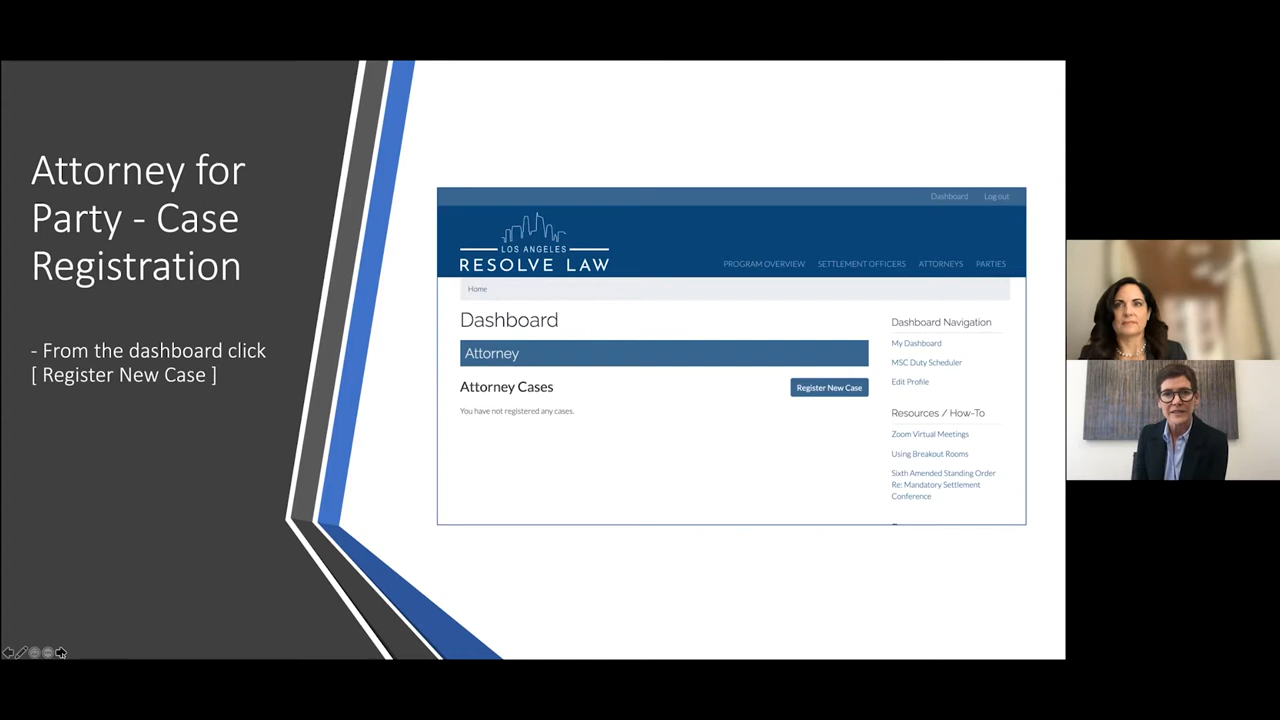 Attorney for
Party - Case
Registration
- From the dashboard click
[ Register New Case ]
Dashboard
Log out
LOS ANGELES
RESOLVE LAW
PROGRAM OVERVIEW
SETTLEMENT OFFICERS
ATTORNEYS
PARTIES
Home
Dashboard
Attorney
Attorney Cases
Register New Case
You have not registered any cases.
Dashboard Navigation
My Dashboard
MSC Duty Scheduler
Edit Profile
Resources / How-To
Zoom Virtual Meetings
Using Breakout Rooms
Sixth Amended Standing Order
Re: Mandatory Settlement
Conference